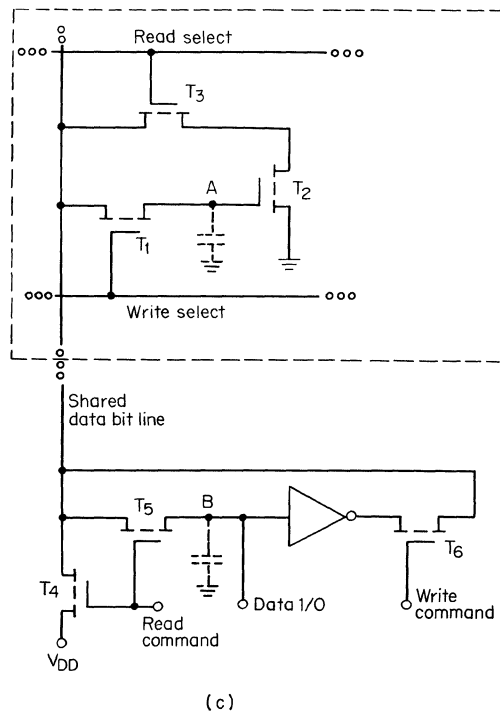 Read select
T3
A
T2
T1
Write select
Shared
data bit line
T5
B
T4
T6
Data 1/0
Read
command
Write
command
VDD
(c)